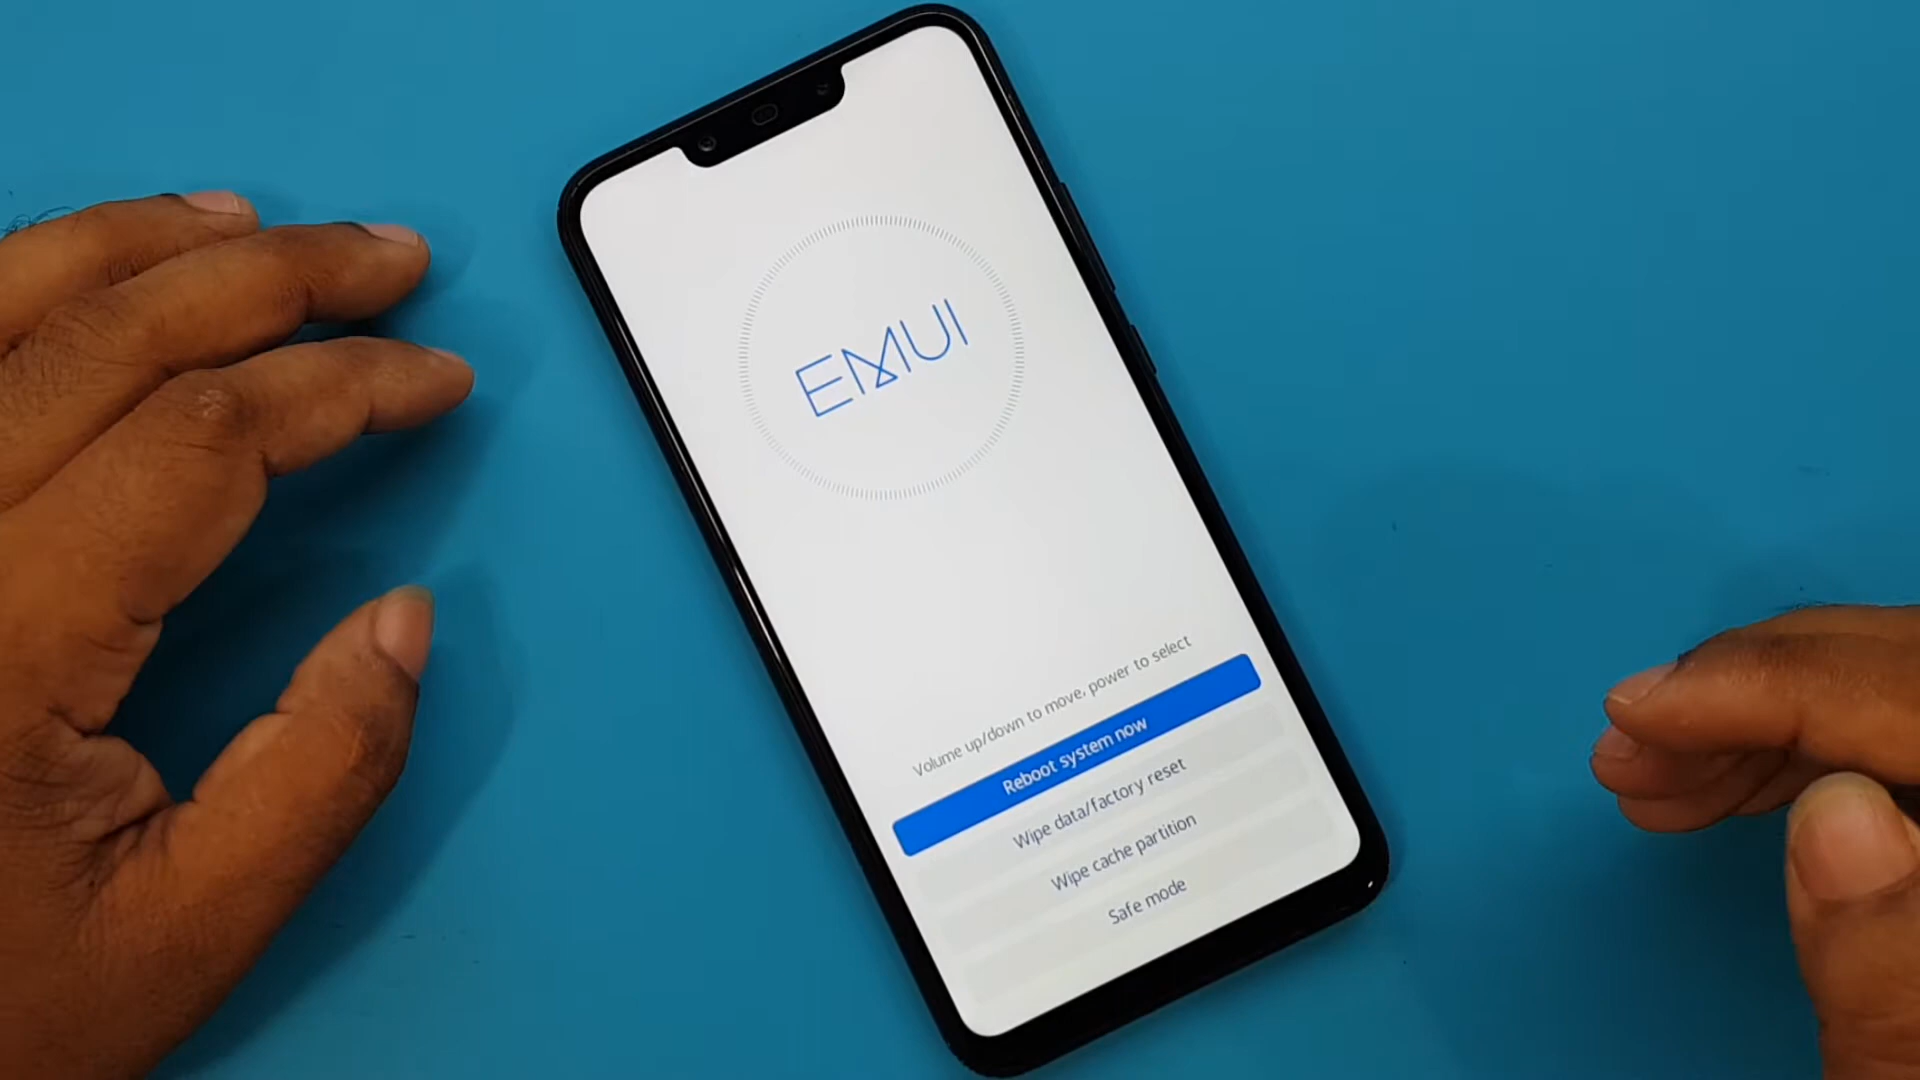 EMUI
Volume up/down to move, power to select
Reboot system now
Wipe data/factory reset
Wipe cache partition
Safe mode